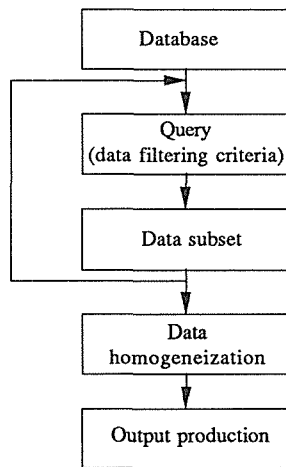 Database
Query
(data filtering criteria)
Data subset
Data
homogeneization
Output production